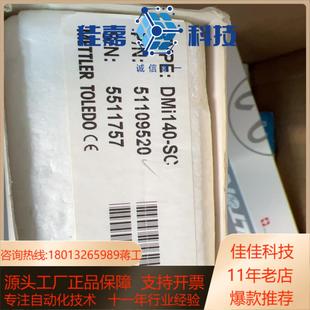 佳嘉 科技
诚信
TYPE: DMi140-SC
P/N: 51109520
S/N: 5511757
METTLER TOLEDO CE
咨询热线:18013265989蒋工
源头工厂正品保障 支持开票
专注自动化技术 十一年行业经验
佳佳科技
11年老店
爆款推荐